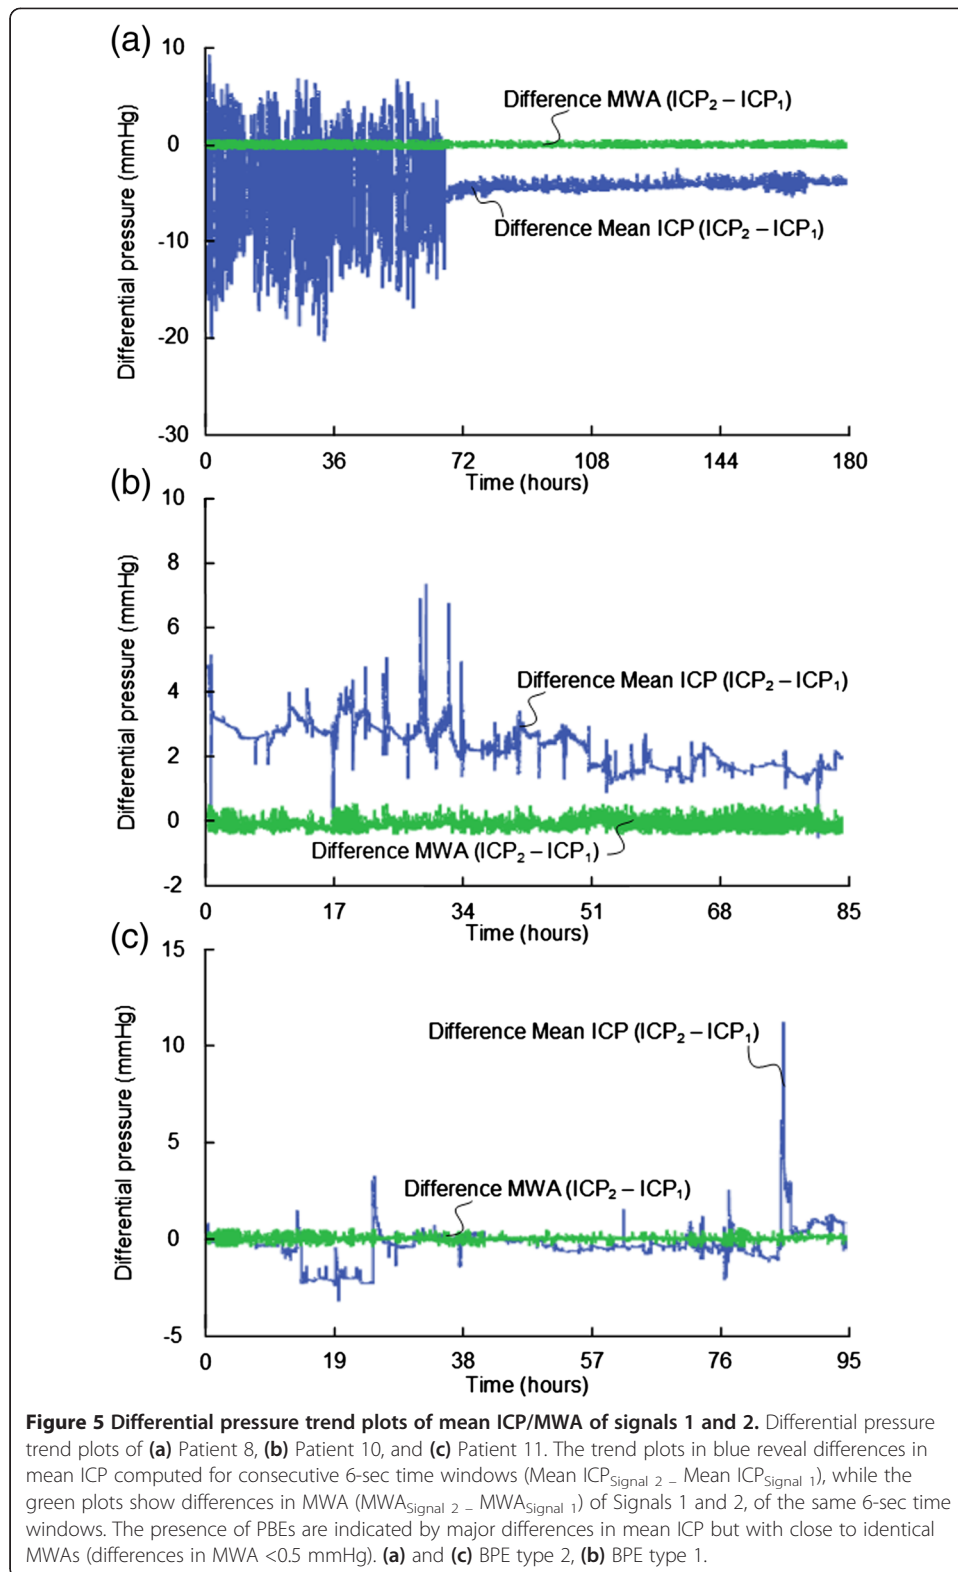 (a)
10
0
-10
-20
-30
Differential pressure (mmHg)
Difference MWA (ICP₂ – ICP₁)
Difference Mean ICP (ICP₂ – ICP₁)
0 36 72 108 144 180
Time (hours)
(b)
10
8
6
4
2
0
-2
Differential pressure (mmHg)
Difference Mean ICP (ICP₂ – ICP₁)
Difference MWA (ICP₂ – ICP₁)
0 17 34 51 68 85
Time (hours)
(c)
15
10
5
0
-5
Differential pressure (mmHg)
Difference Mean ICP (ICP₂ – ICP₁)
Difference MWA (ICP₂ – ICP₁)
0 19 38 57 76 95
Time (hours)
Figure 5 Differential pressure trend plots of mean ICP/MWA of signals 1 and 2. Differential pressure
trend plots of (a) Patient 8, (b) Patient 10, and (c) Patient 11. The trend plots in blue reveal differences in
mean ICP computed for consecutive 6-sec time windows (Mean ICP_Signal 2 – Mean ICP_Signal 1), while the
green plots show differences in MWA (MWA_Signal 2 – MWA_Signal 1) of Signals 1 and 2, of the same 6-sec time
windows. The presence of PBEs are indicated by major differences in mean ICP but with close to identical
MWAs (differences in MWA <0.5 mmHg). (a) and (c) BPE type 2, (b) BPE type 1.